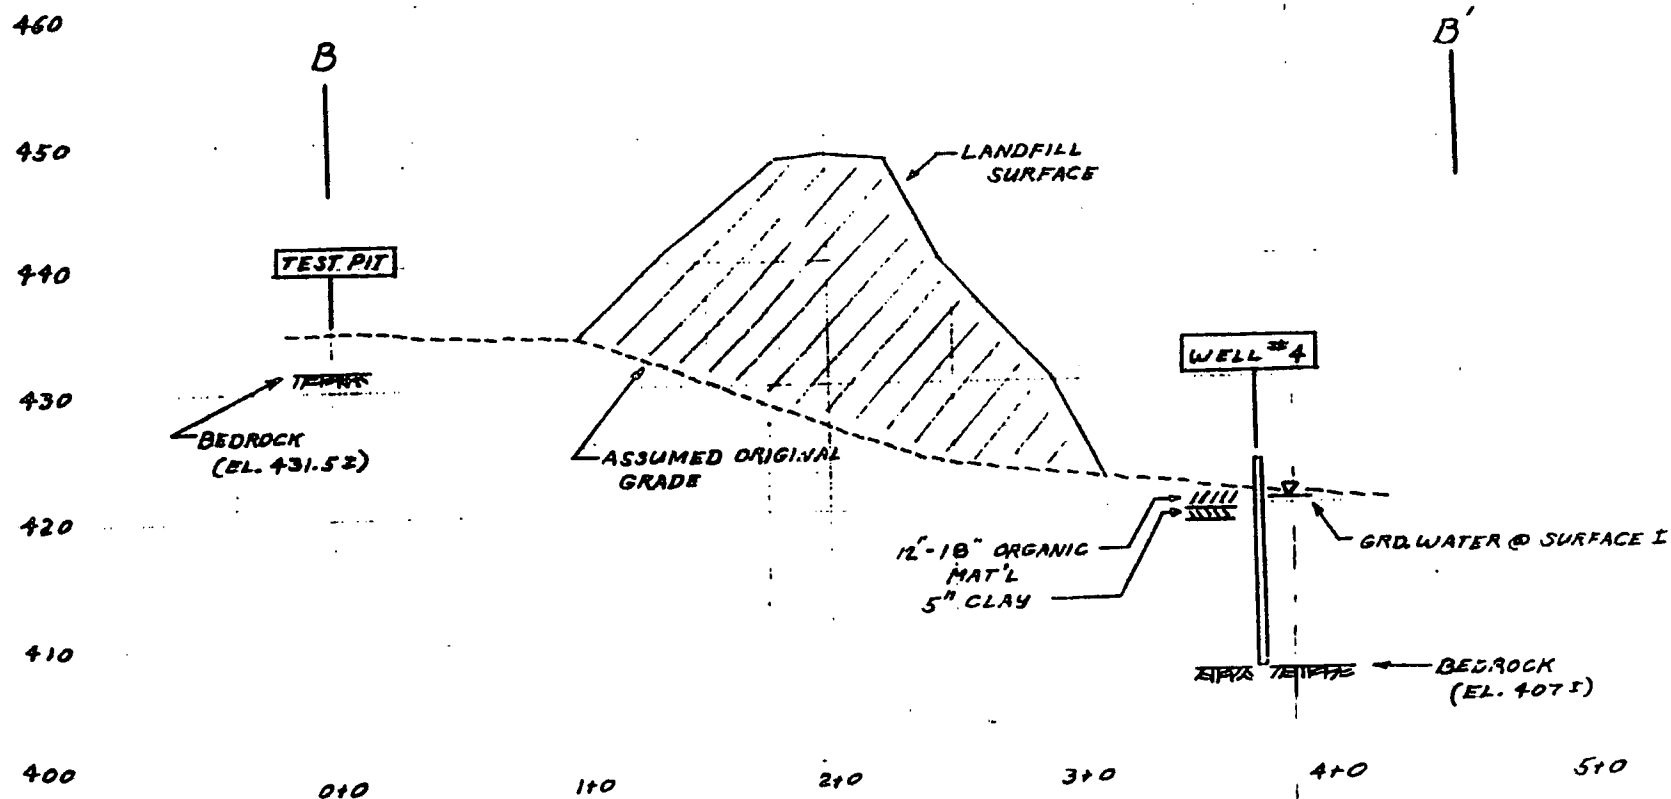 460
B
B'
450
LANDFILL
SURFACE
440
TEST PIT
WELL #4
430
BEDROCK
(EL. 431.5±)
ASSUMED ORIGINAL
GRADE
420
12"-18" ORGANIC
MAT'L
5" CLAY
GRD. WATER @ SURFACE ±
410
BEDROCK
(EL. 407±)
400
0+0
1+0
2+0
3+0
4+0
5+0